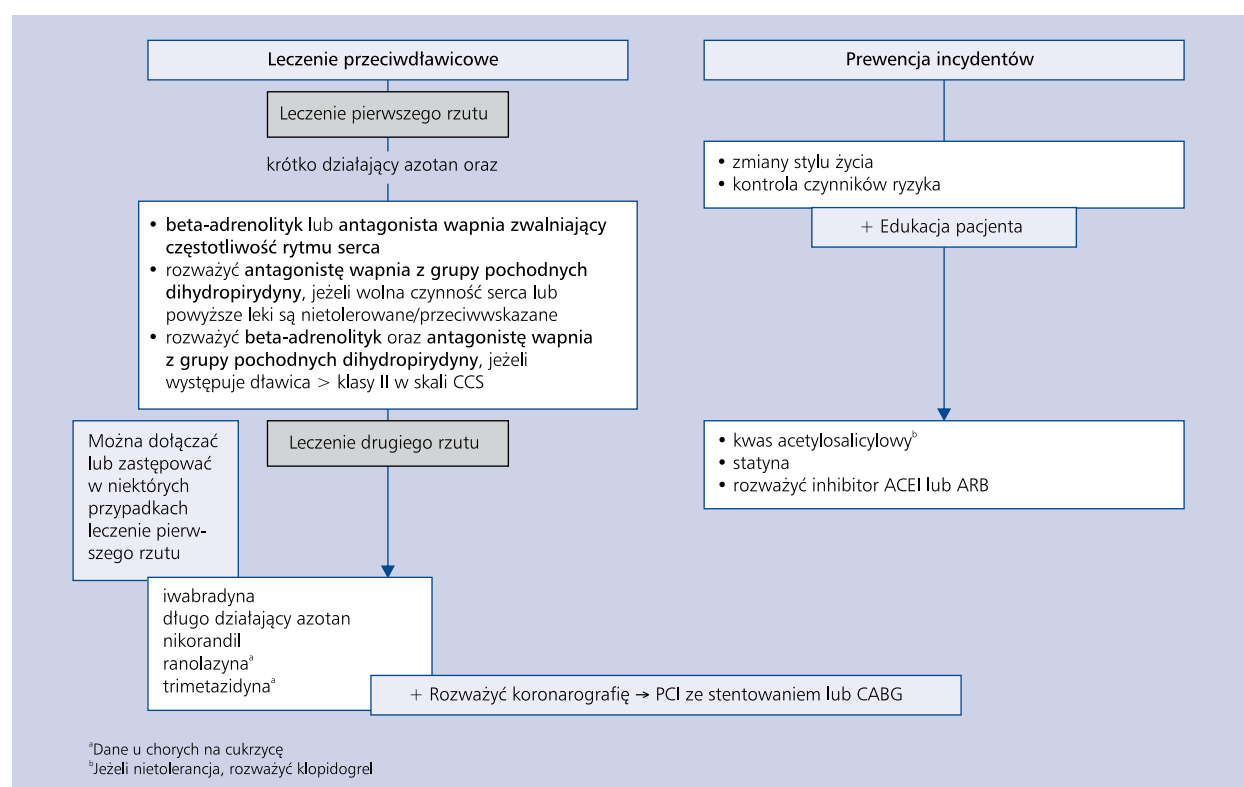 Leczenie przeciwdławicowe
Leczenie pierwszego rzutu
krótko działający azotan oraz
• beta-adrenolityk lub antagonista wapnia zwalniający
częstotliwość rytmu serca
• rozważyć antagonistę wapnia z grupy pochodnych
dihydropirydyny, jeżeli wolna czynność serca lub
powyższe leki są nietolerowane/przeciwwskazane
• rozważyć beta-adrenolityk oraz antagonistę wapnia
z grupy pochodnych dihydropirydyny, jeżeli
występuje dławica > klasy II w skali CCS
Leczenie drugiego rzutu
Można dołączać
lub zastępować
w niektórych
przypadkach
leczenie pierw-
szego rzutu
iwabradyna
długo działający azotan
nikorandil
ranolazynaᵃ
trimetazidynaᵃ
+ Rozważyć koronarografię → PCI ze stentowaniem lub CABG
Prewencja incydentów
• zmiany stylu życia
• kontrola czynników ryzyka
+ Edukacja pacjenta
• kwas acetylosalicylowyᵇ
• statyna
• rozważyć inhibitor ACEI lub ARB
ᵃDane u chorych na cukrzycę
ᵇJeżeli nietolerancja, rozważyć klopidogrel